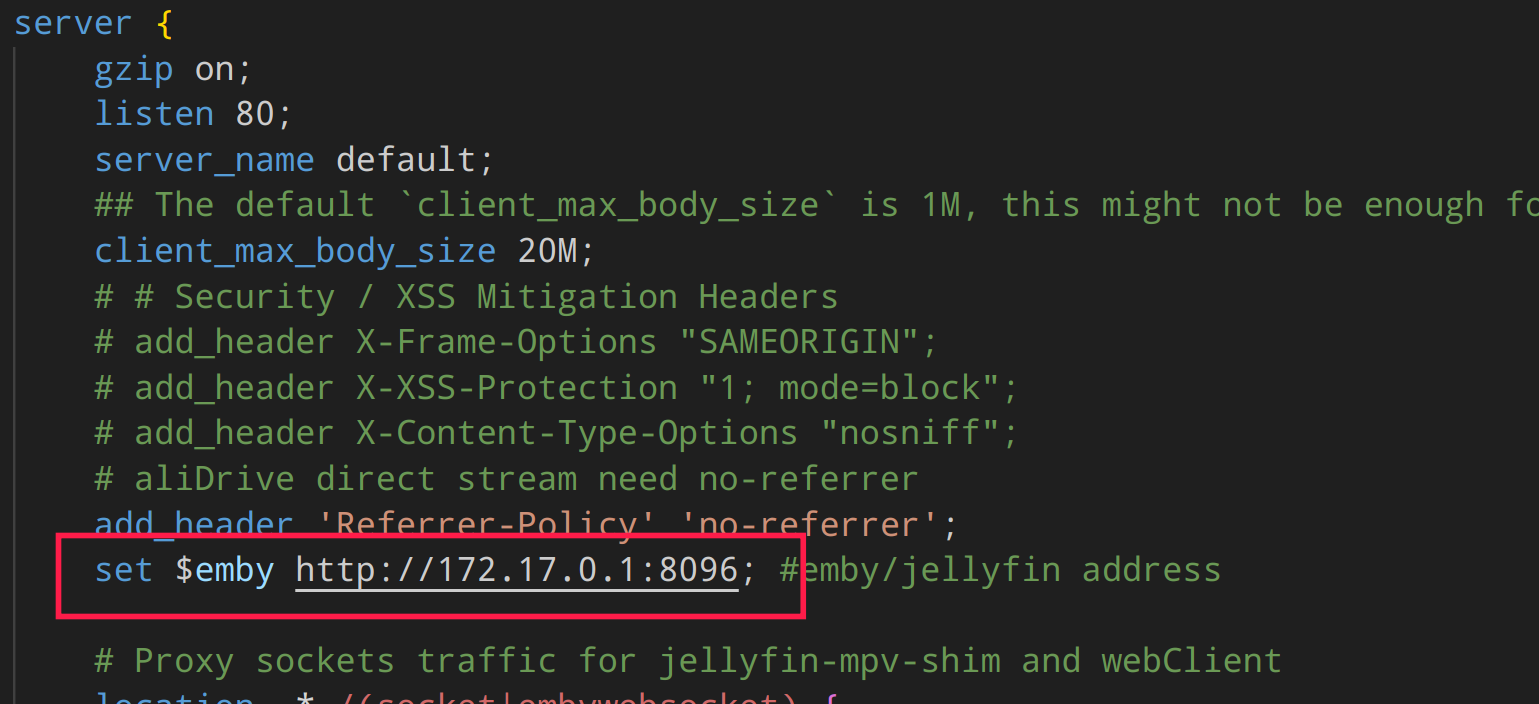 server {
gzip on;
listen 80;
server_name default;
## The default `client_max_body_size` is 1M, this might not be enough
client_max_body_size 20M;
# # Security / XSS Mitigation Headers
# add_header X-Frame-Options "SAMEORIGIN";
# add_header X-XSS-Protection "1; mode=block";
# add_header X-Content-Type-Options "nosniff";
# aliDrive direct stream need no-referrer
add_header 'Referrer-Policy' 'no-referrer';
set $emby http://172.17.0.1:8096; #emby/jellyfin address
# Proxy sockets traffic for jellyfin-mpv-shim and webClient
location * /(socket|embywebsocket) {